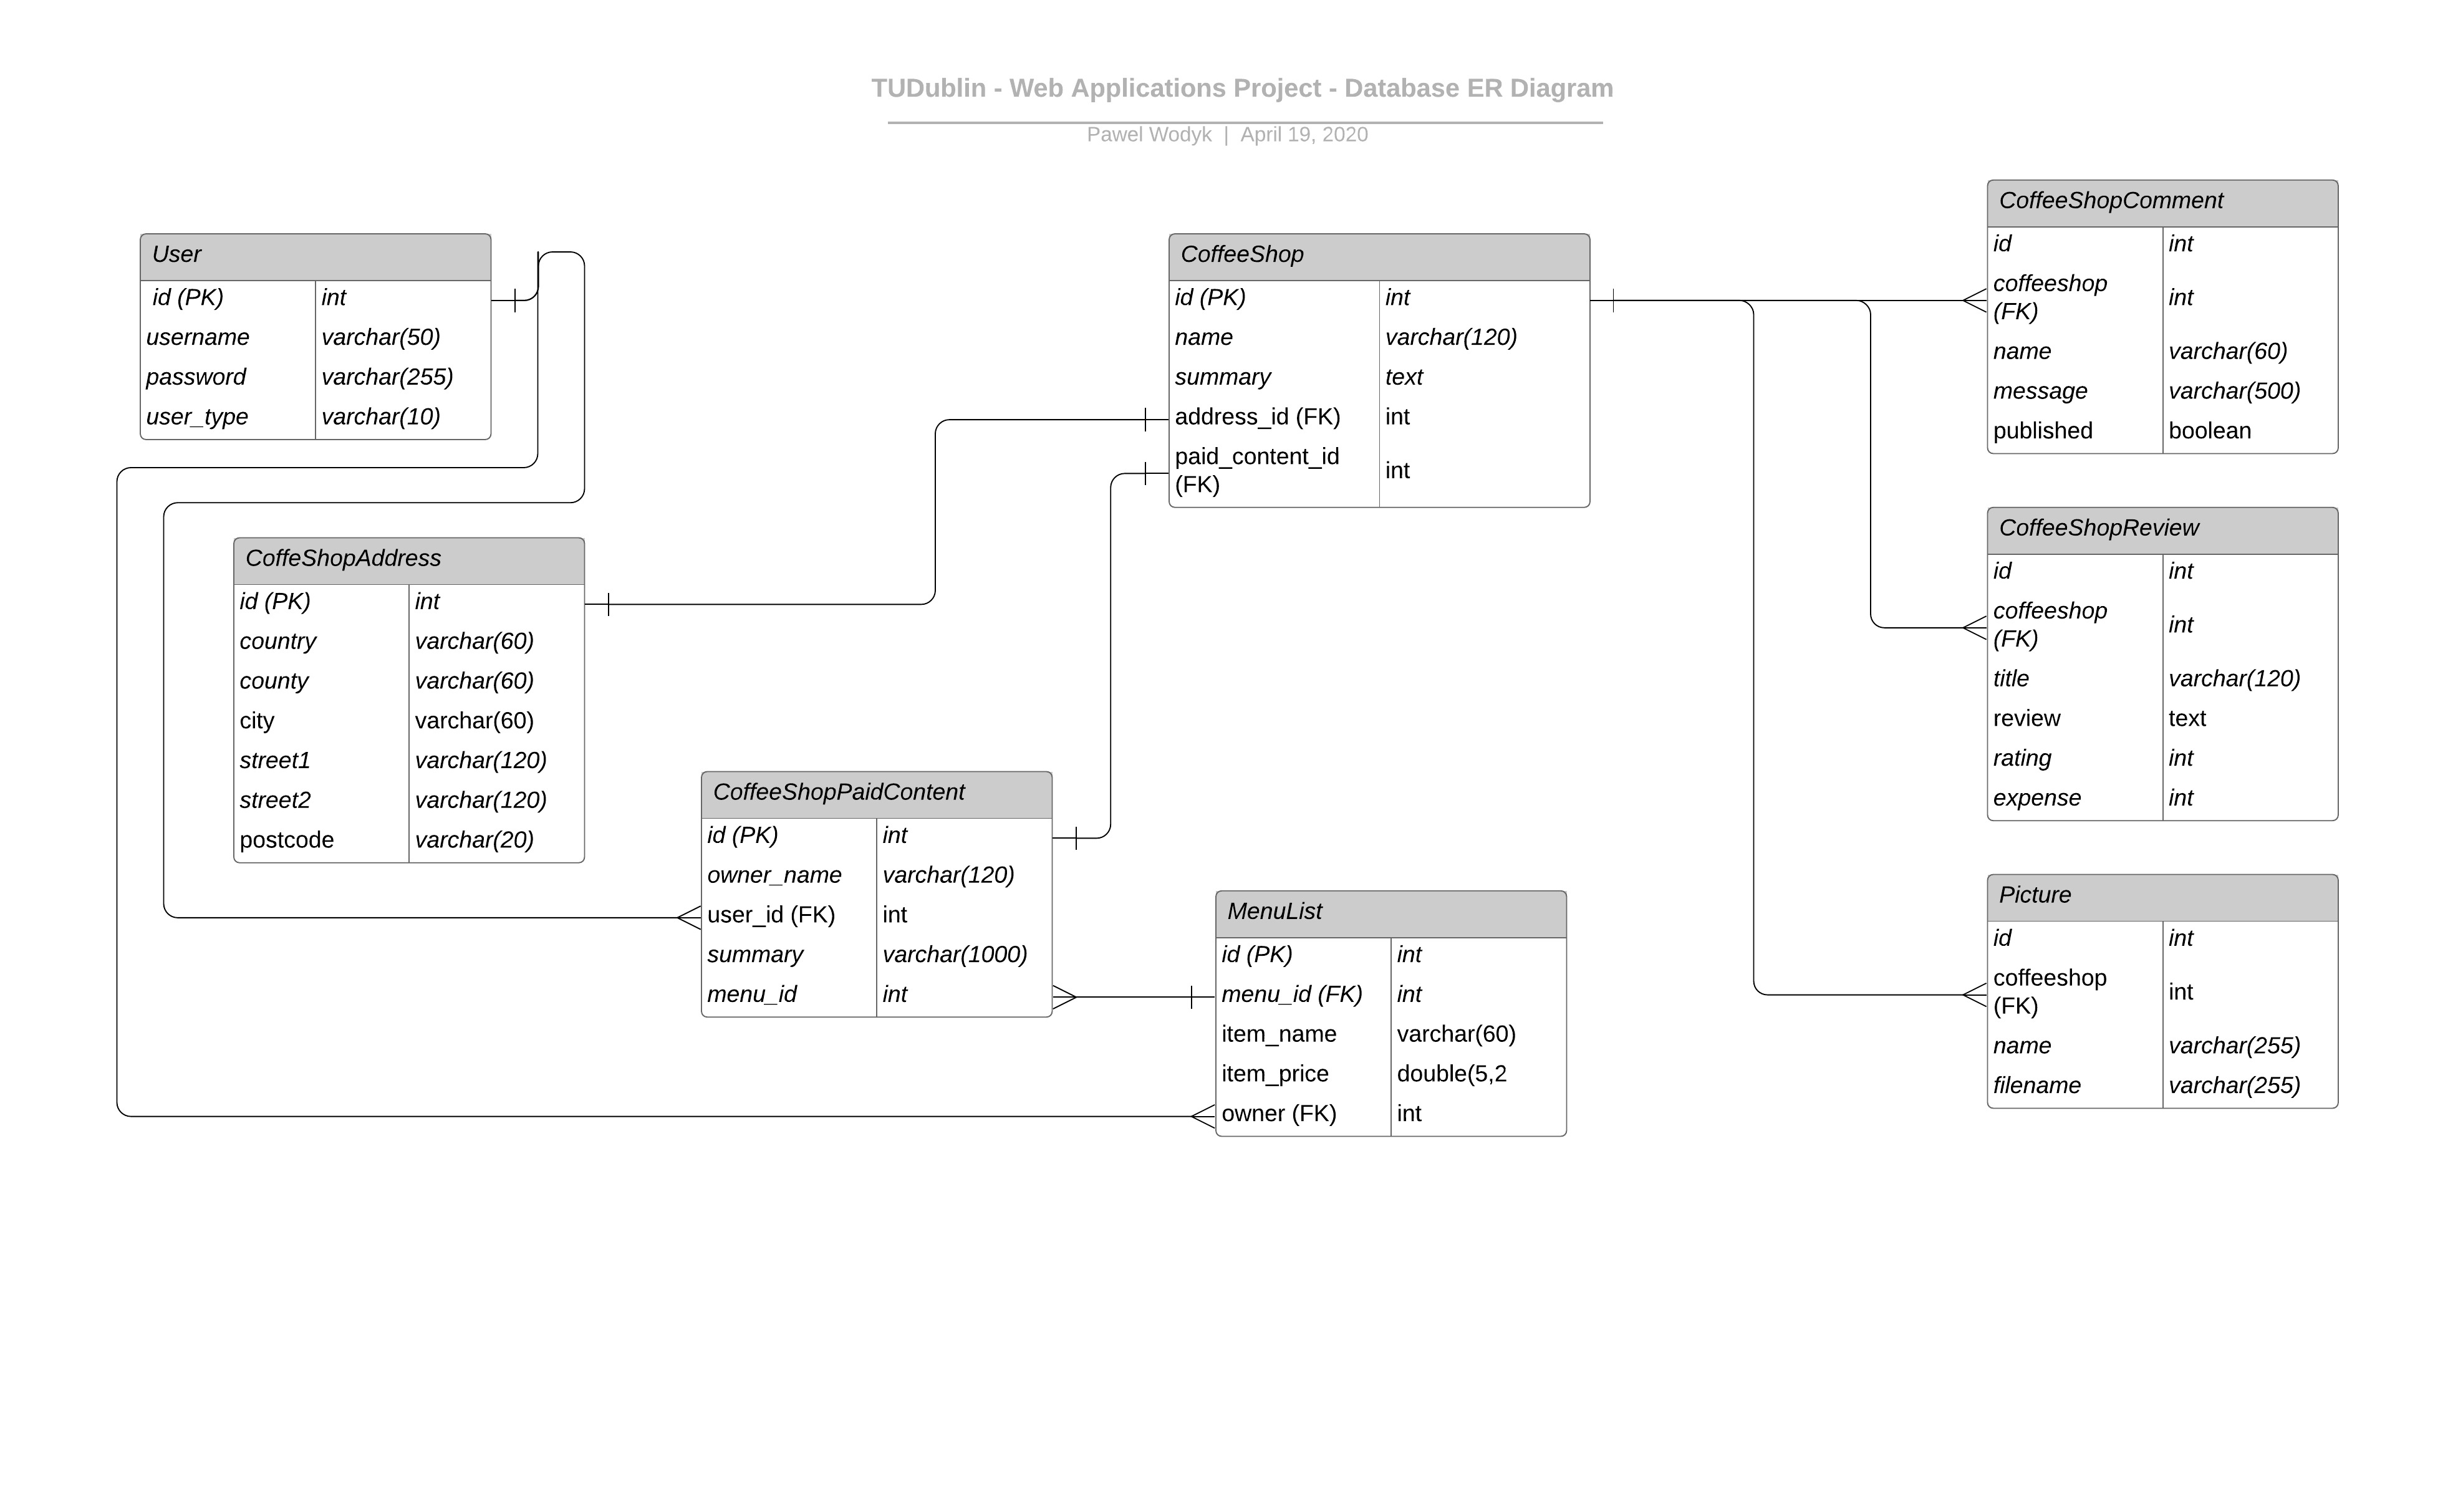 TUDublin - Web Applications Project - Database ER Diagram
Pawel Wodyk | April 19, 2020
User
id (PK) int
username varchar(50)
password varchar(255)
user_type varchar(10)
CoffeShopAddress
id (PK) int
country varchar(60)
county varchar(60)
city varchar(60)
street1 varchar(120)
street2 varchar(120)
postcode varchar(20)
CoffeeShopPaidContent
id (PK) int
owner_name varchar(120)
user_id (FK) int
summary varchar(1000)
menu_id int
CoffeeShop
id (PK) int
name varchar(120)
summary text
address_id (FK) int
paid_content_id
(FK) int
MenuList
id (PK) int
menu_id (FK) int
item_name varchar(60)
item_price double(5,2
owner (FK) int
CoffeeShopComment
id int
coffeeshop
(FK) int
name varchar(60)
message varchar(500)
published boolean
CoffeeShopReview
id int
coffeeshop
(FK) int
title varchar(120)
review text
rating int
expense int
Picture
id int
coffeeshop
(FK) int
name varchar(255)
filename varchar(255)